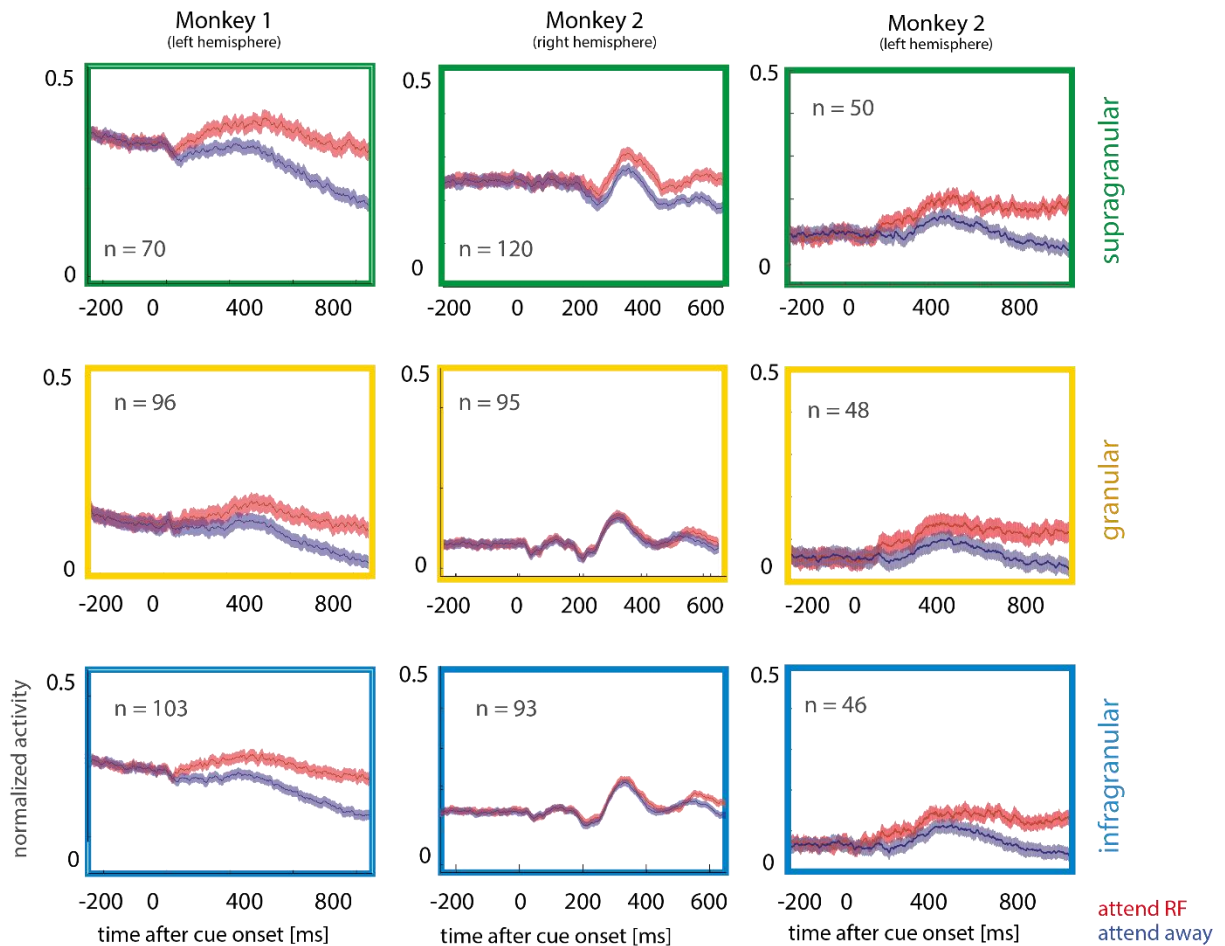 Monkey 1
(left hemisphere)
Monkey 2
(right hemisphere)
Monkey 2
(left hemisphere)
0.5
0
n = 70
-200 0 400 800
0.5
0
n = 120
-200 0 200 400 600
0.5
0
n = 50
-200 0 400 800
supragranular
0.5
0
n = 96
-200 0 400 800
0.5
0
n = 95
-200 0 200 400 600
0.5
0
n = 48
-200 0 400 800
granular
normalized activity
0.5
0
n = 103
-200 0 400 800
time after cue onset [ms]
0.5
0
n = 93
-200 0 200 400 600
time after cue onset [ms]
0.5
0
n = 46
-200 0 400 800
time after cue onset [ms]
infragranular
attend RF
attend away